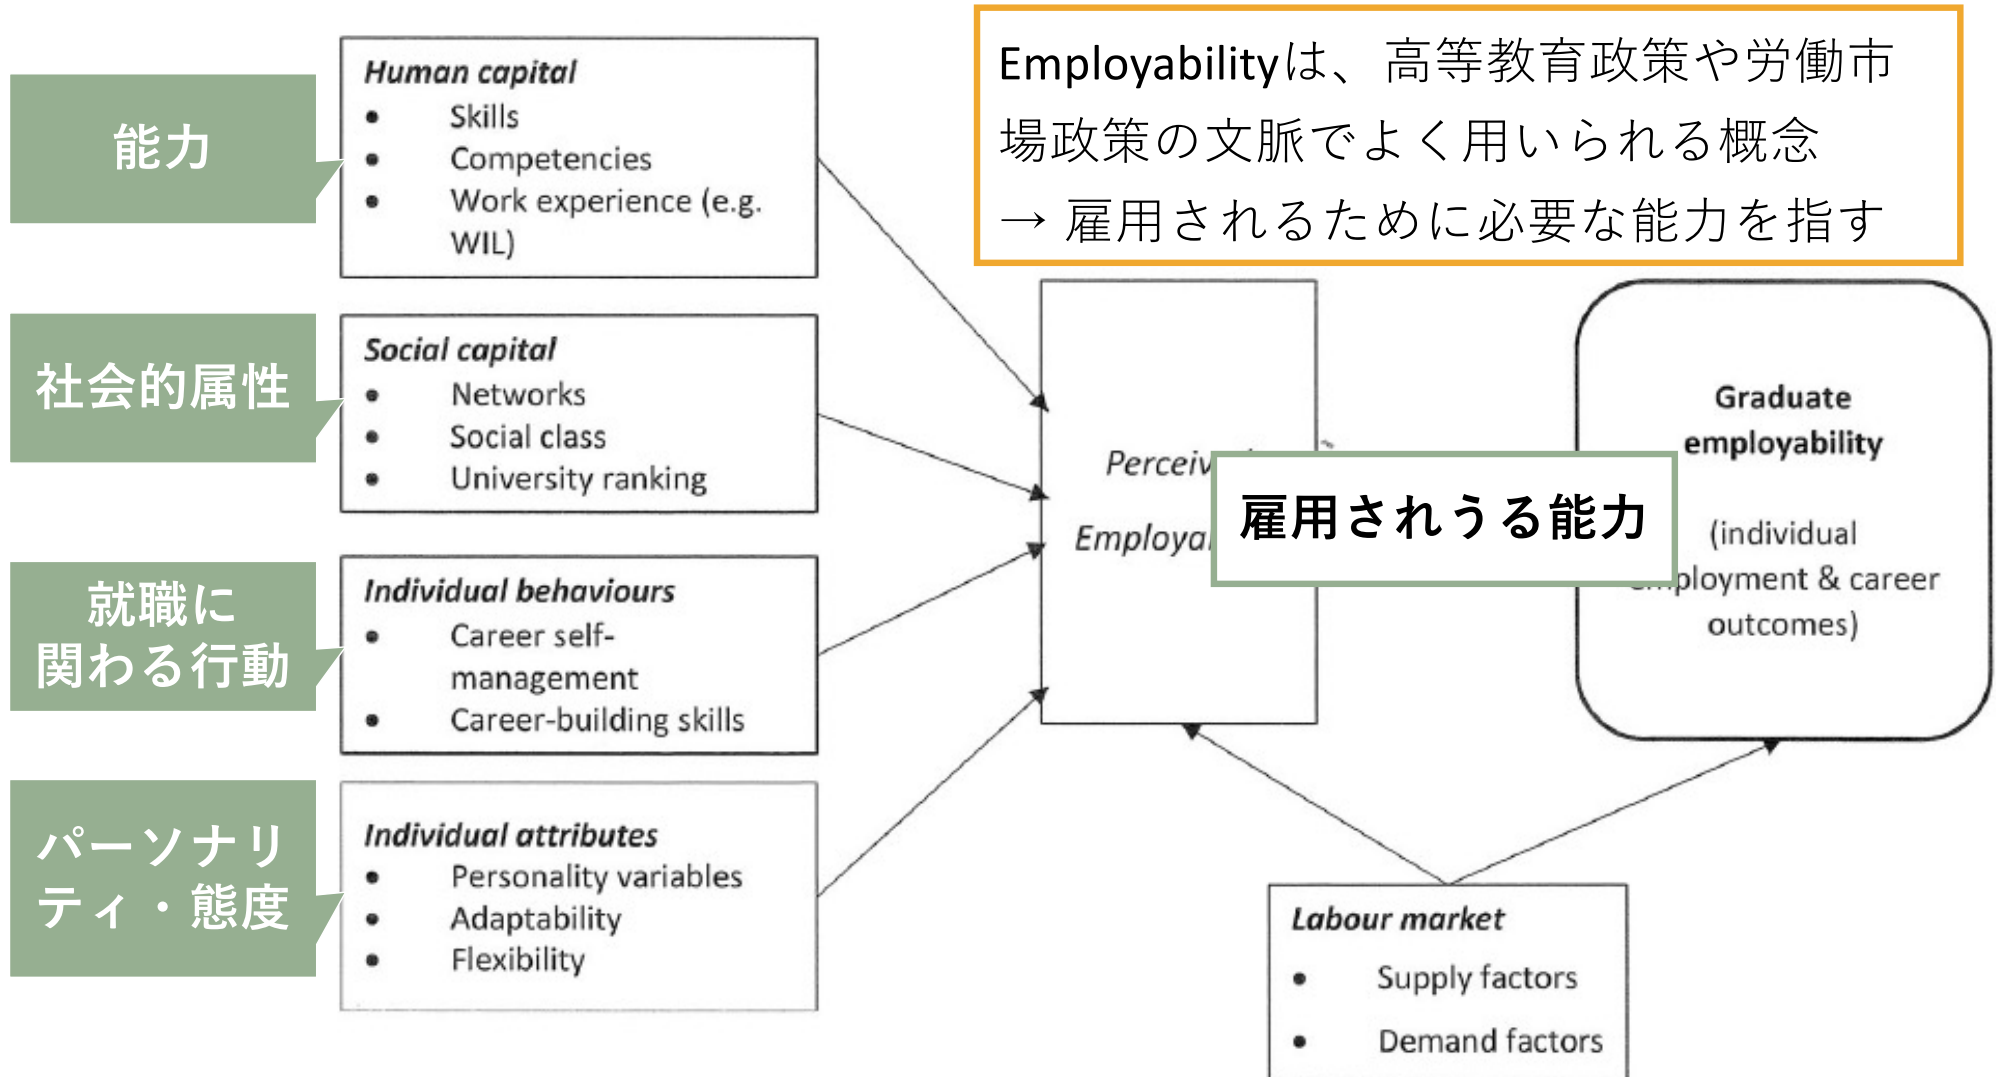 Employabilityは、高等教育政策や労働市
場政策の文脈でよく用いられる概念
→ 雇用されるために必要な能力を指す
能力
Human capital
• Skills
• Competencies
• Work experience (e.g.
WIL)
社会的属性
Social capital
• Networks
• Social class
• University ranking
就職に
関わる行動
Individual behaviours
• Career self-
management
• Career-building skills
パーソナリ
ティ・態度
Individual attributes
• Personality variables
• Adaptability
• Flexibility
雇用されうる能力
Graduate
employability
(individual
employment & career
outcomes)
Labour market
• Supply factors
• Demand factors